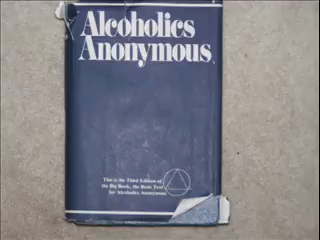 Alcoholics
Anonymous
This is the Third Edition of
the Big Book, the Basic Text
for Alcoholics Anonymous